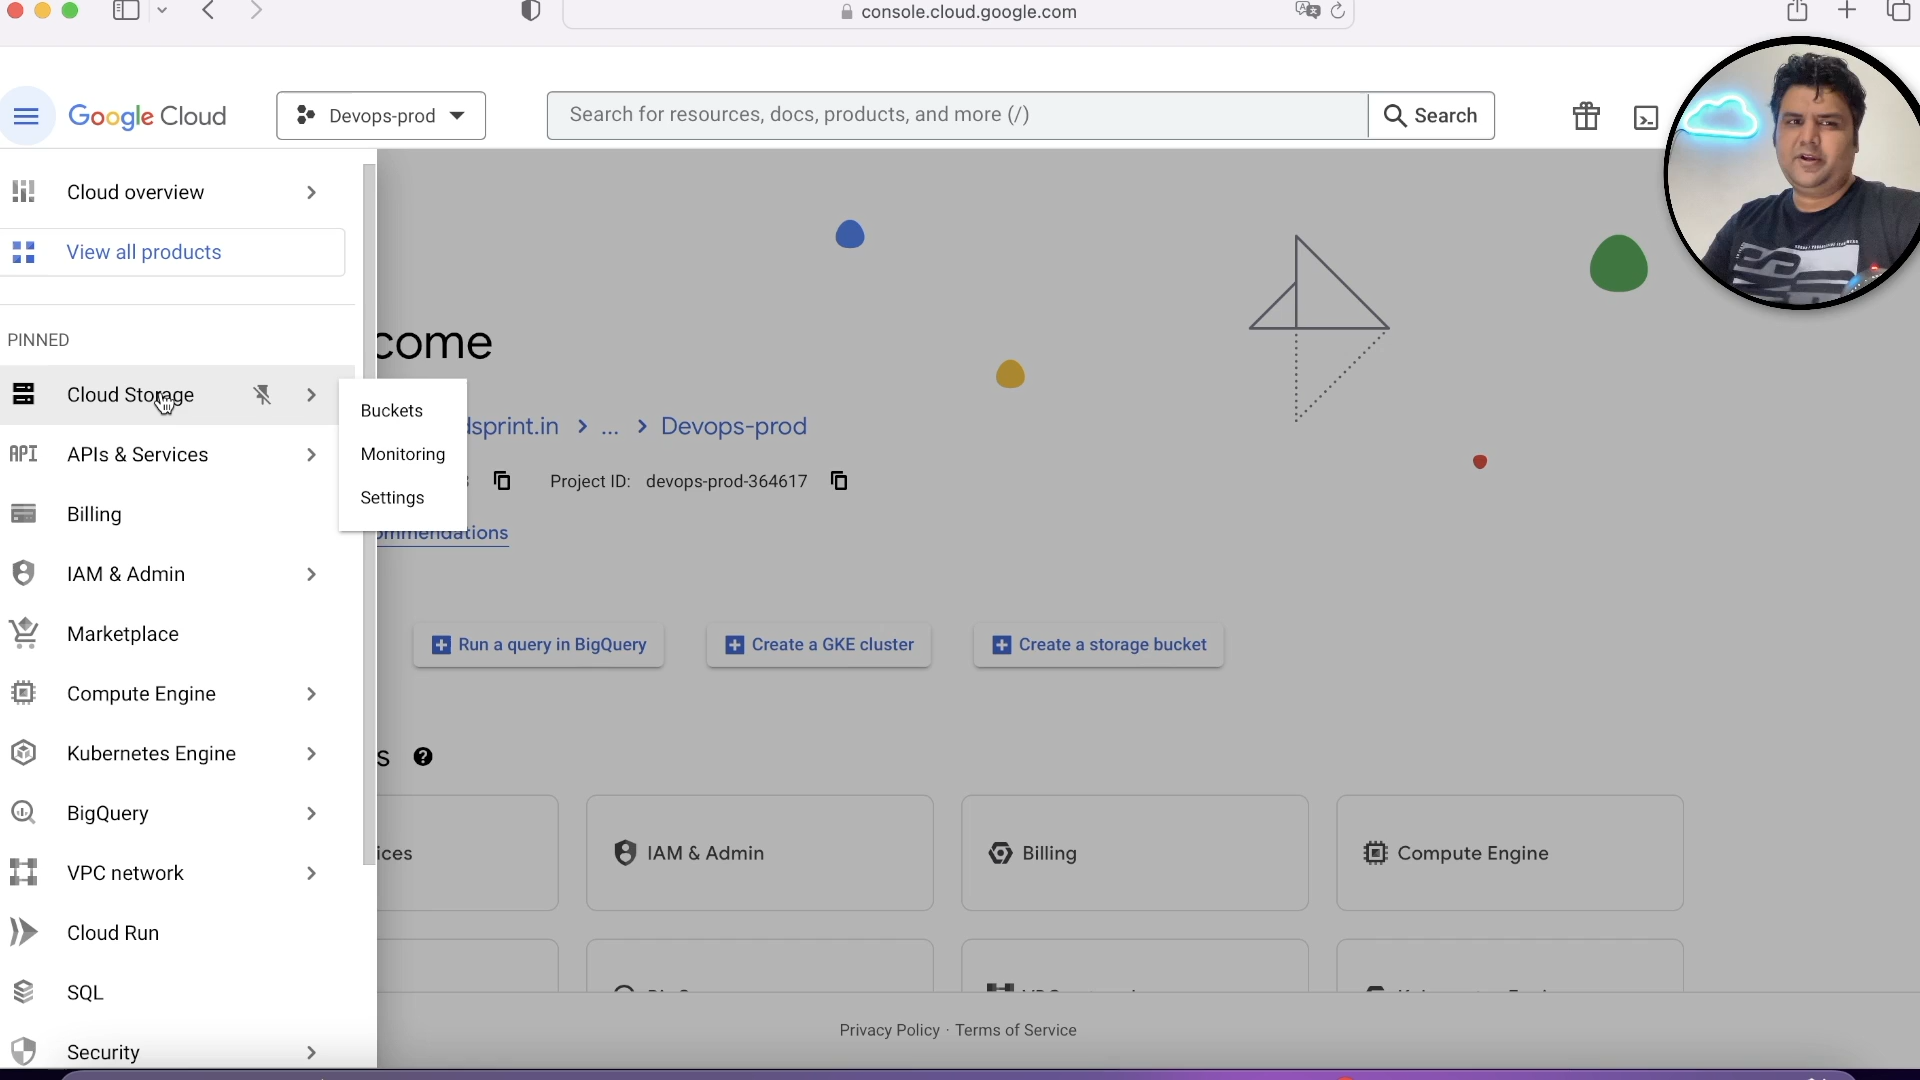 console.cloud.google.com
Google Cloud
Devops-prod
Search for resources, docs, products, and more (/)
Search
Cloud overview
View all products
PINNED
Cloud Storage
APIs & Services
Billing
IAM & Admin
Marketplace
Compute Engine
Kubernetes Engine
BigQuery
VPC network
Cloud Run
SQL
Security
Buckets
Monitoring
Settings
come
dsprint.in > ... > Devops-prod
Project ID: devops-prod-364617
ommendations
Run a query in BigQuery
Create a GKE cluster
Create a storage bucket
s
ices
IAM & Admin
Billing
Compute Engine
Privacy Policy · Terms of Service